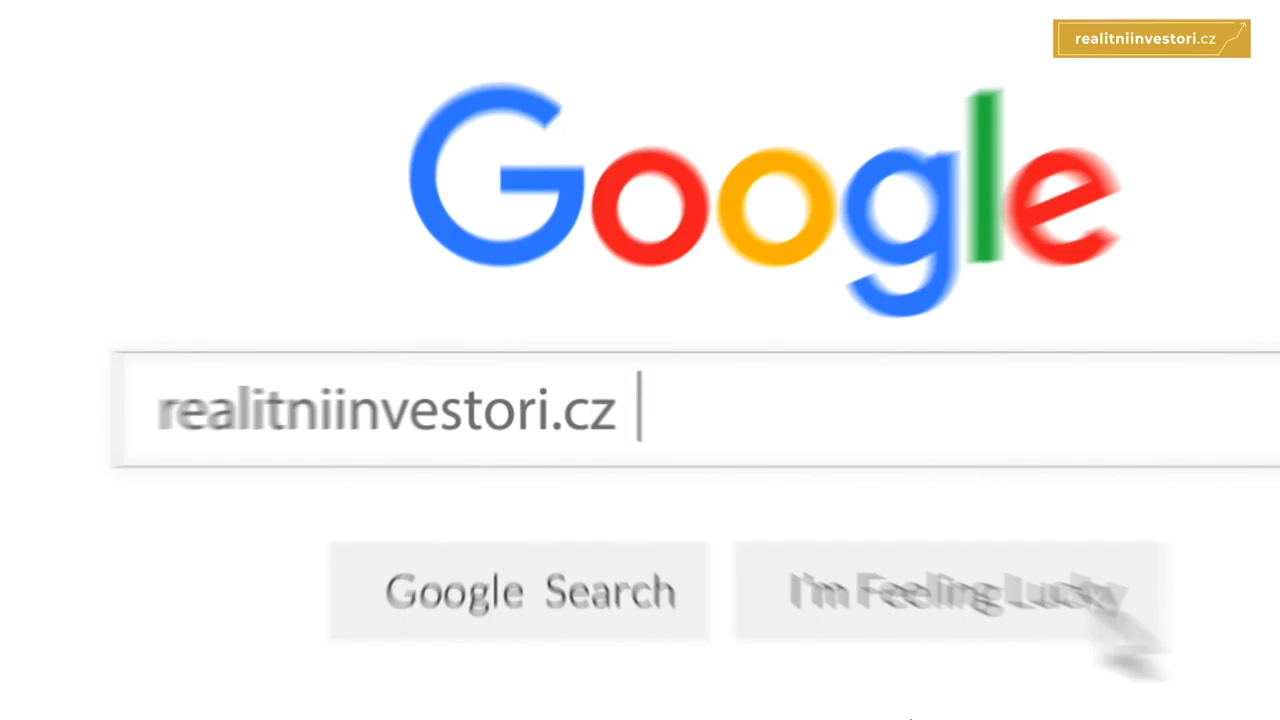 realitniinvestori.cz
Google
realitniinvestori.cz
Google Search
I'm Feeling Lucky